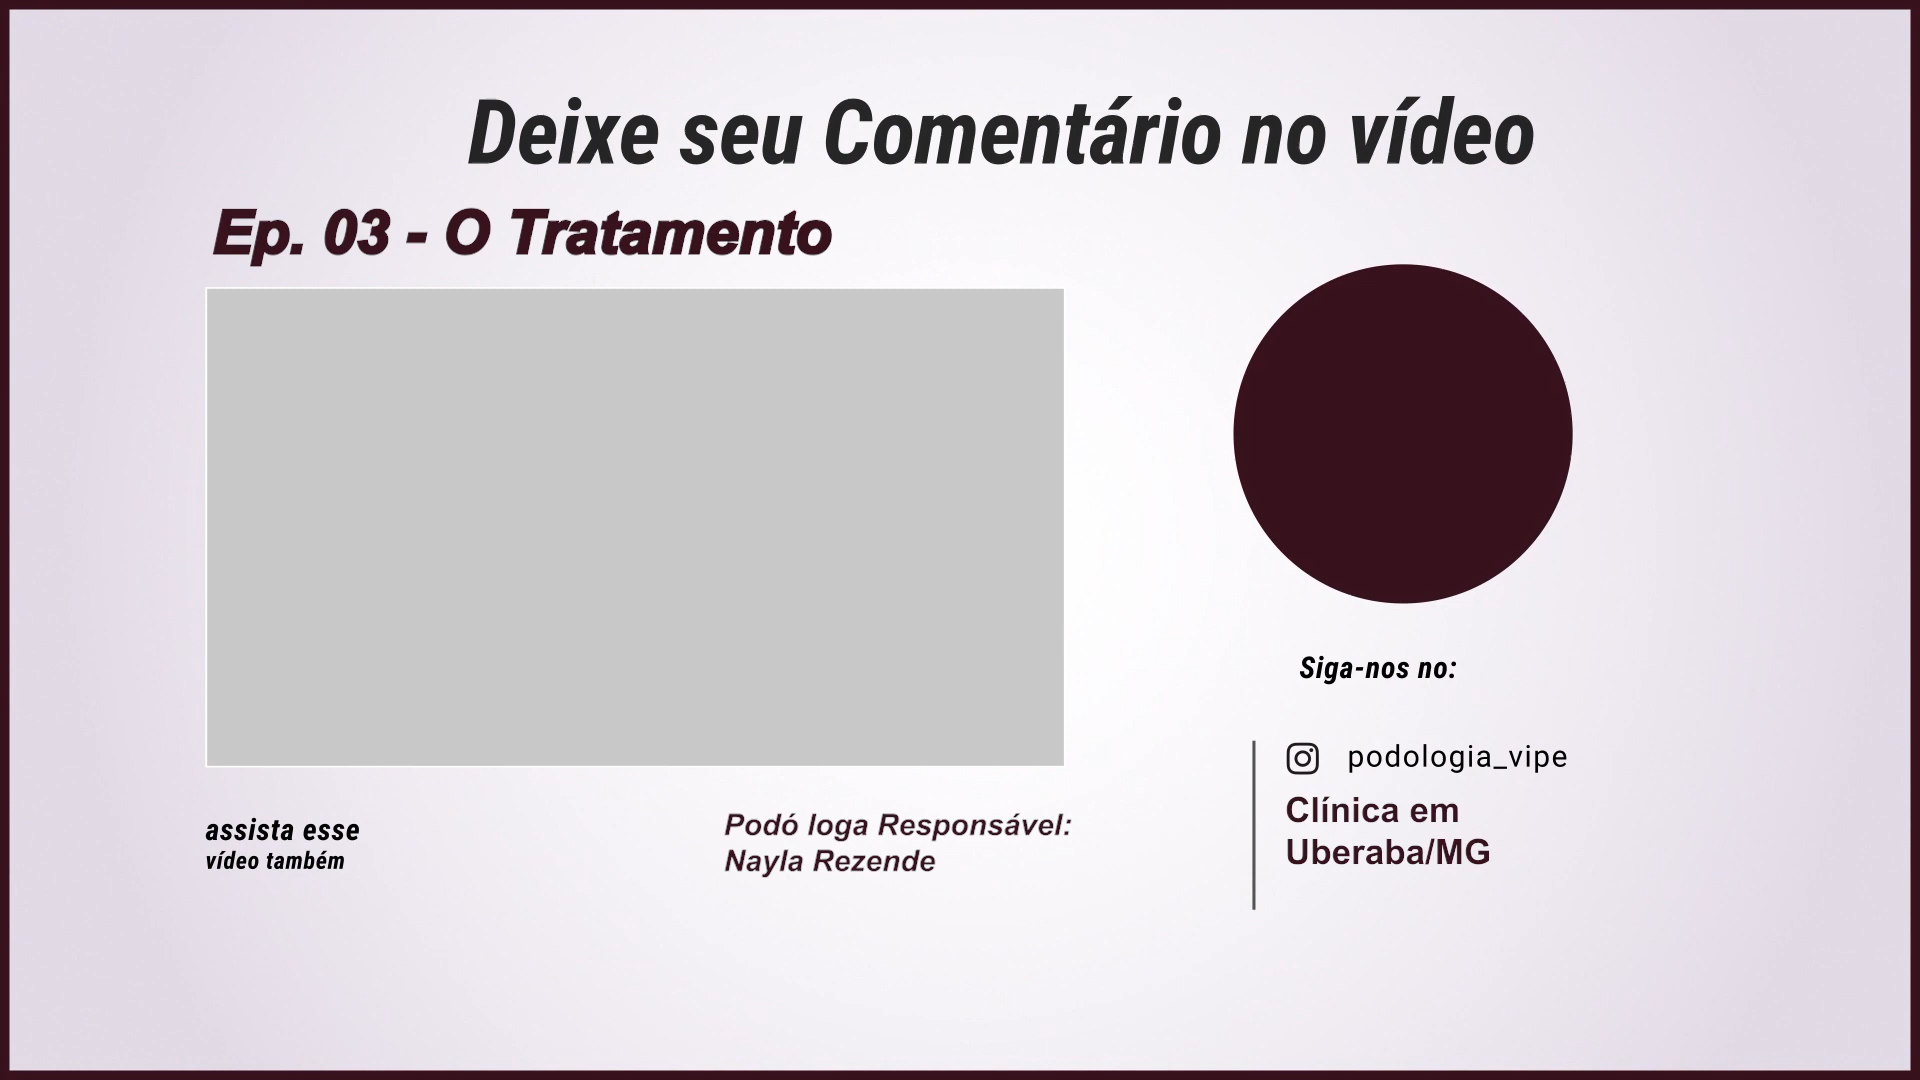 Deixe seu Comentário no vídeo
Ep. 03 - O Tratamento
Siga-nos no:
podologia_vipe
Clínica em
Uberaba/MG
assista esse
vídeo também
Podó loga Responsável:
Nayla Rezende